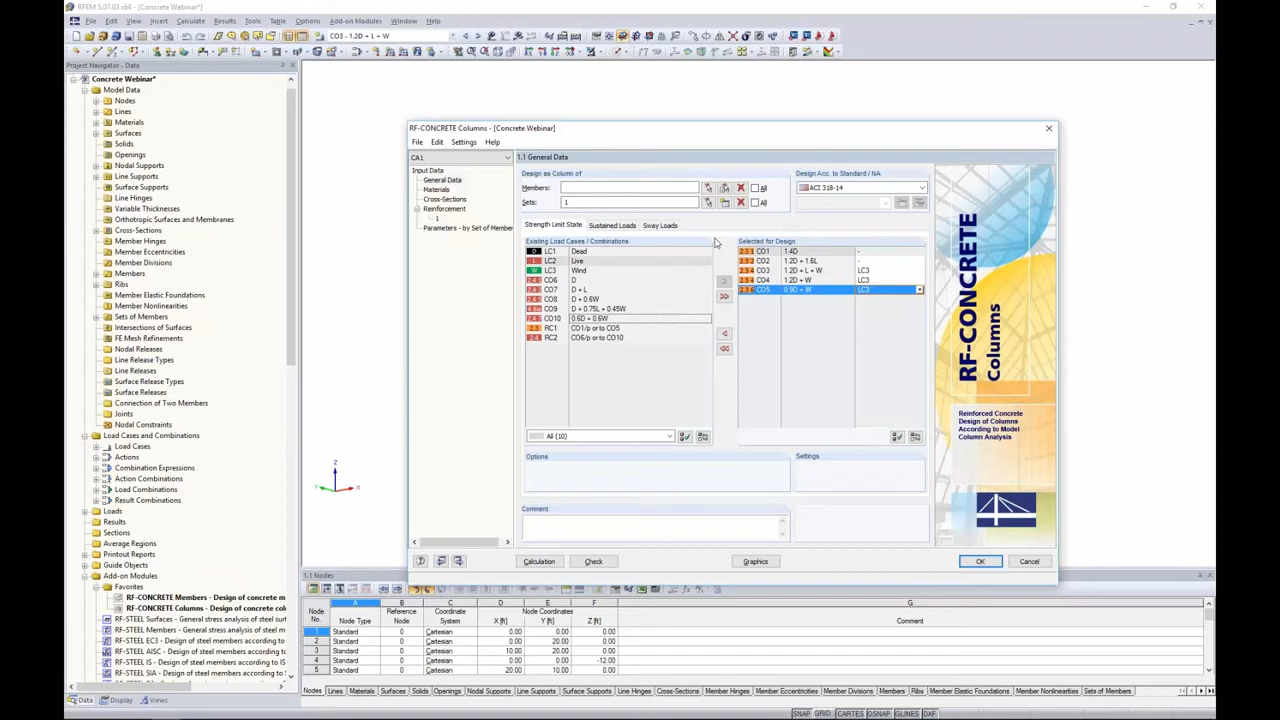 RFEM 5.07.03 x64 - [Concrete Webinar*]
File Edit View Insert Calculate Results Tools Table Options Add-on Modules Window Help
CO3 - 1.2D + L + W
Project Navigator - Data
Concrete Webinar*
Model Data
Nodes
Lines
Materials
Surfaces
Solids
Openings
Nodal Supports
Line Supports
Surface Supports
Line Hinges
Variable Thicknesses
Orthotropic Surfaces and Membranes
Cross-Sections
Member Hinges
Member Eccentricities
Member Divisions
Members
Ribs
Member Elastic Foundations
Member Nonlinearities
Sets of Members
Intersections of Surfaces
FE Mesh Refinements
Nodal Releases
Line Release Types
Surface Release Types
Line Releases
Surface Releases
Connection of Two Members
Joints
Nodal Constraints
Load Cases and Combinations
Load Cases
Actions
Combination Expressions
Action Combinations
Load Combinations
Result Combinations
Loads
Results
Sections
Average Regions
Printout Reports
Guide Objects
Add-on Modules
Favorites
RF-CONCRETE Members - Design of concrete m
RF-CONCRETE Columns - Design of concrete col
RF-STEEL Surfaces - General stress analysis of steel surf
RF-STEEL Members - General stress analysis of steel mem
RF-STEEL EC3 - Design of steel members according to
RF-STEEL AISC - Design of steel members according to
RF-STEEL IS - Design of steel members according to
RF-STEEL SIA - Design of steel members according to
Data Display Views
RF-CONCRETE Columns - [Concrete Webinar]
File Edit Settings Help
CA1
Input Data
General Data
Materials
Cross-Sections
Reinforcement
1
Parameters - by Set of Member
1.1 General Data
Design as Column of
Members: All
Sets: 1 All
Design Acc. to Standard / NA
ACI 318-14
Strength Limit State Sustained Loads Sway Loads
Existing Load Cases / Combinations
D LC1 Dead
L LC2 Live
W LC3 Wind
CO6 D
CO7 D + L
CO8 D + 0.6W
CO9 D + 0.75L + 0.45W
CO10 0.6D + 0.6W
2.3 RC1 CO1/p or to CO5
2.4 RC2 CO6/p or to CO10
All (10)
Selected for Design
CO1 1.4D -
CO2 1.2D + 1.6L -
CO3 1.2D + L + W LC3
CO4 1.2D + W LC3
CO5 0.9D + W LC3
Options
Settings
Comment
RF-CONCRETE
Columns
Reinforced Concrete
Design of Columns
According to Model
Column Analysis
Calculation Check Graphics OK Cancel
Z
Y X
1.1 Nodes
A B C D E F G
Node No. Node Type Reference Node Coordinate System Node Coordinates X [ft] Y [ft] Z [ft] Comment
1 Standard 0 Cartesian 0.00 0.00 0.00
2 Standard 0 Cartesian 0.00 20.00 0.00
3 Standard 0 Cartesian 10.00 20.00 0.00
4 Standard 0 Cartesian 0.00 0.00 -12.00
5 Standard 0 Cartesian 20.00 10.00 0.00
Nodes Lines Materials Surfaces Solids Openings Nodal Supports Line Supports Surface Supports Line Hinges Cross-Sections Member Hinges Member Eccentricities Member Divisions Members Ribs Member Elastic Foundations Member Nonlinearities Sets of Members
SNAP GRID CARTES OSNAP GLINES DXF